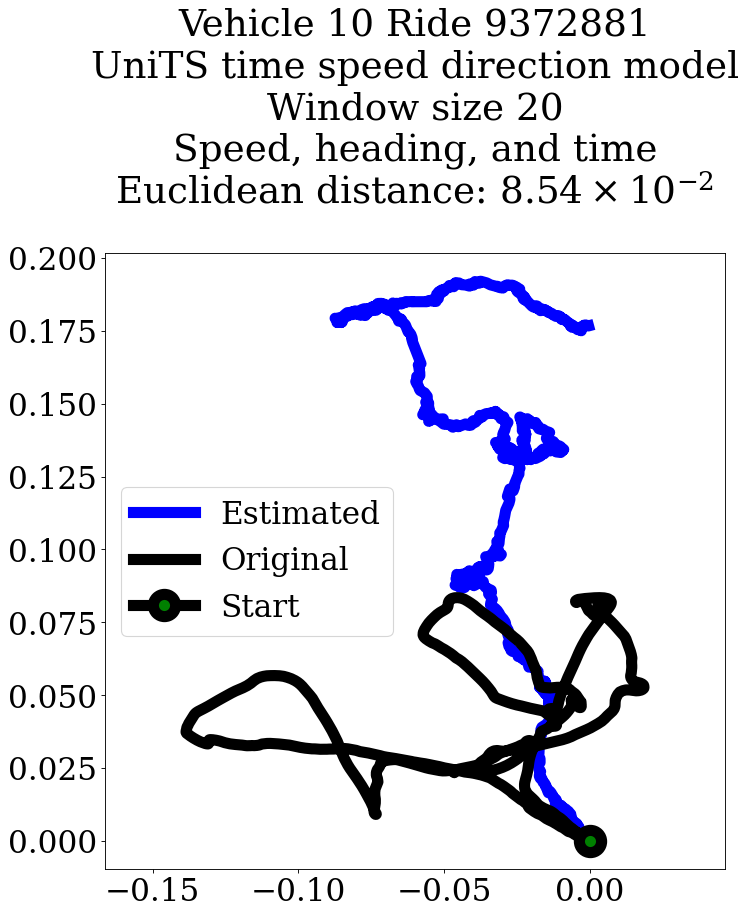 Vehicle 10 Ride 9372881
UniTS time speed direction model
Window size 20
Speed, heading, and time
Euclidean distance: 8.54 × 10⁻²
0.200
0.175
0.150
0.125
0.100
0.075
0.050
0.025
0.000
Estimated
Original
Start
−0.15 −0.10 −0.05 0.00